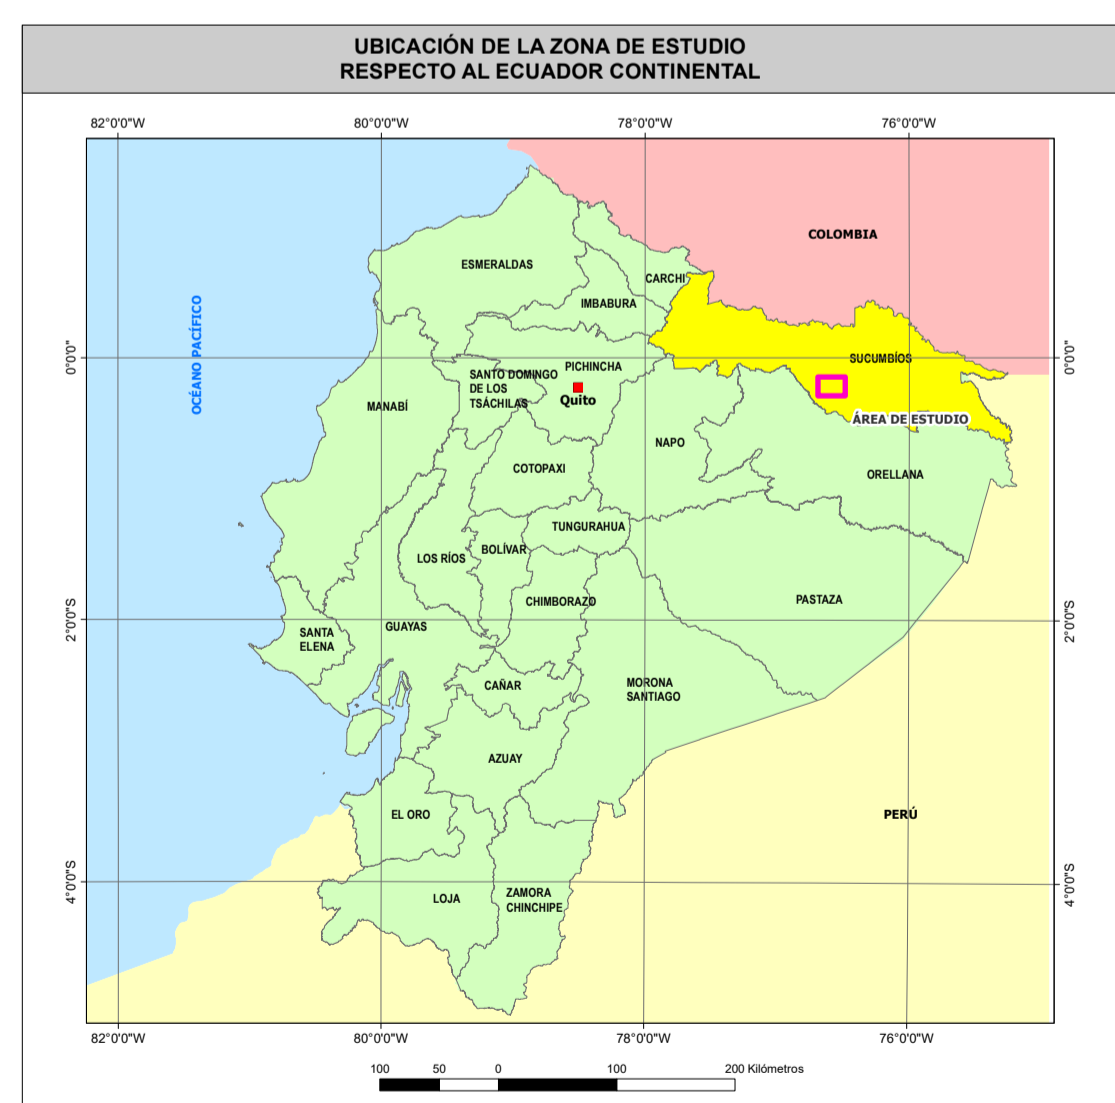 UBICACIÓN DE LA ZONA DE ESTUDIO
RESPECTO AL ECUADOR CONTINENTAL
82°0'0"W 80°0'0"W 78°0'0"W 76°0'0"W
COLOMBIA
ESMERALDAS
CARCHI
IMBABURA
OCÉANO PACÍFICO
0°0'0" 0°0'0"
SUCUMBÍOS
PICHINCHA
SANTO DOMINGO
DE LOS
TSÁCHILAS
Quito
MANABÍ
ÁREA DE ESTUDIO
NAPO
COTOPAXI
ORELLANA
TUNGURAHUA
BOLÍVAR
LOS RÍOS
CHIMBORAZO
PASTAZA
2°0'0"S 2°0'0"S
GUAYAS
SANTA
ELENA
CAÑAR
MORONA
SANTIAGO
AZUAY
EL ORO
PERÚ
4°0'0"S 4°0'0"S
LOJA
ZAMORA
CHINCHIPE
82°0'0"W 80°0'0"W 78°0'0"W 76°0'0"W
100 50 0 100 200 Kilómetros